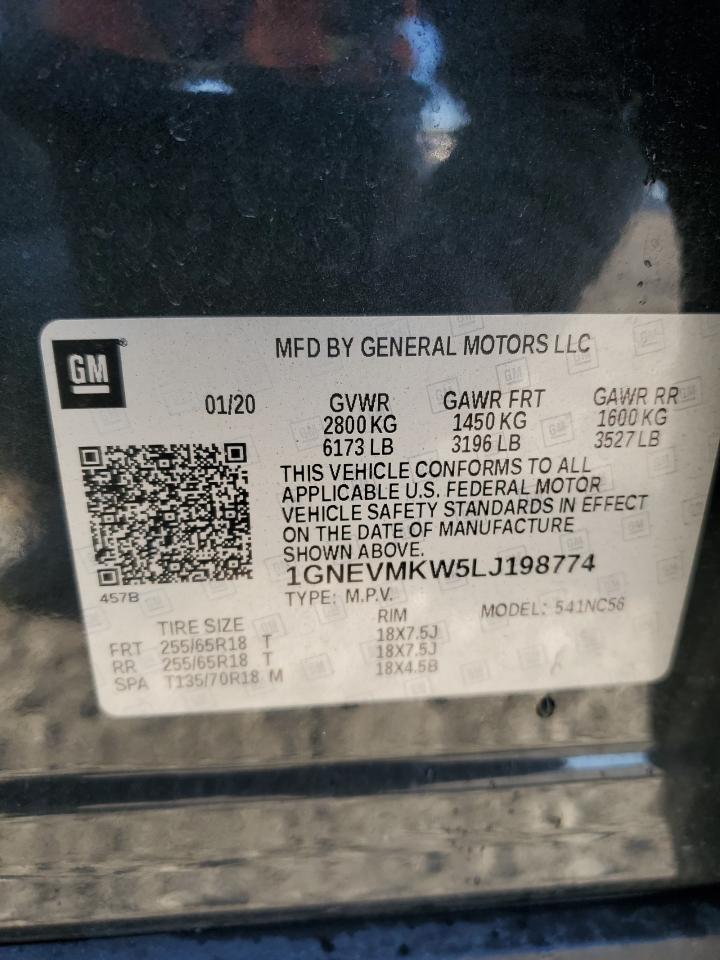 GM
MFD BY GENERAL MOTORS LLC
01/20 GVWR GAWR FRT GAWR RR
2800 KG 1450 KG 1600 KG
6173 LB 3196 LB 3527 LB
THIS VEHICLE CONFORMS TO ALL
APPLICABLE U.S. FEDERAL MOTOR
VEHICLE SAFETY STANDARDS IN EFFECT
ON THE DATE OF MANUFACTURE
SHOWN ABOVE.
1GNEVMKW5LJ198774
457B
TYPE: M.P.V. MODEL: 541NC56
TIRE SIZE RIM
FRT 255/65R18 T 18X7.5J
RR 255/65R18 T 18X7.5J
SPA T135/70R18 M 18X4.5B